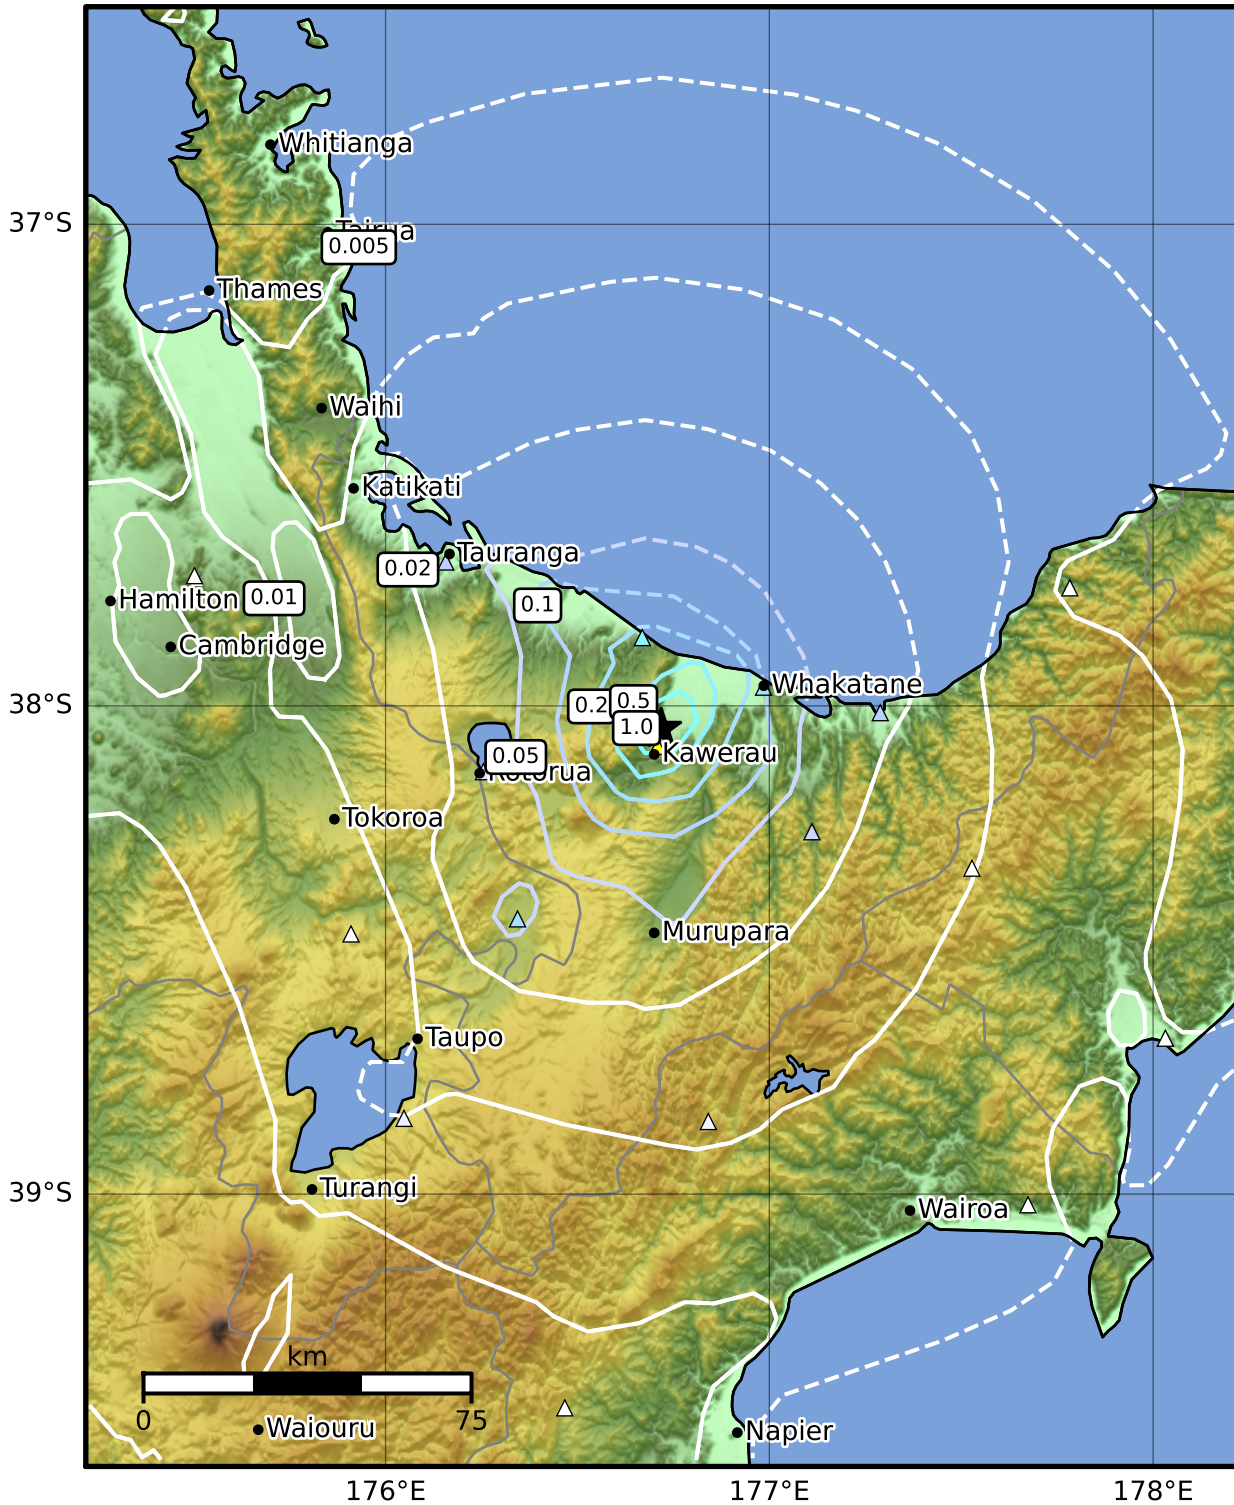 Whitianga
37°S
Tairua
0.005
Thames
Waihi
Katikati
Tauranga
0.02
0.1
0.01
Hamilton
Cambridge
Whakatane
38°S
0.2
0.5
1.0
Kawerau
0.05
Rotorua
Tokoroa
Murupara
Taupo
39°S
Turangi
Wairoa
km
0
75
Waiouru
Napier
176°E
177°E
178°E